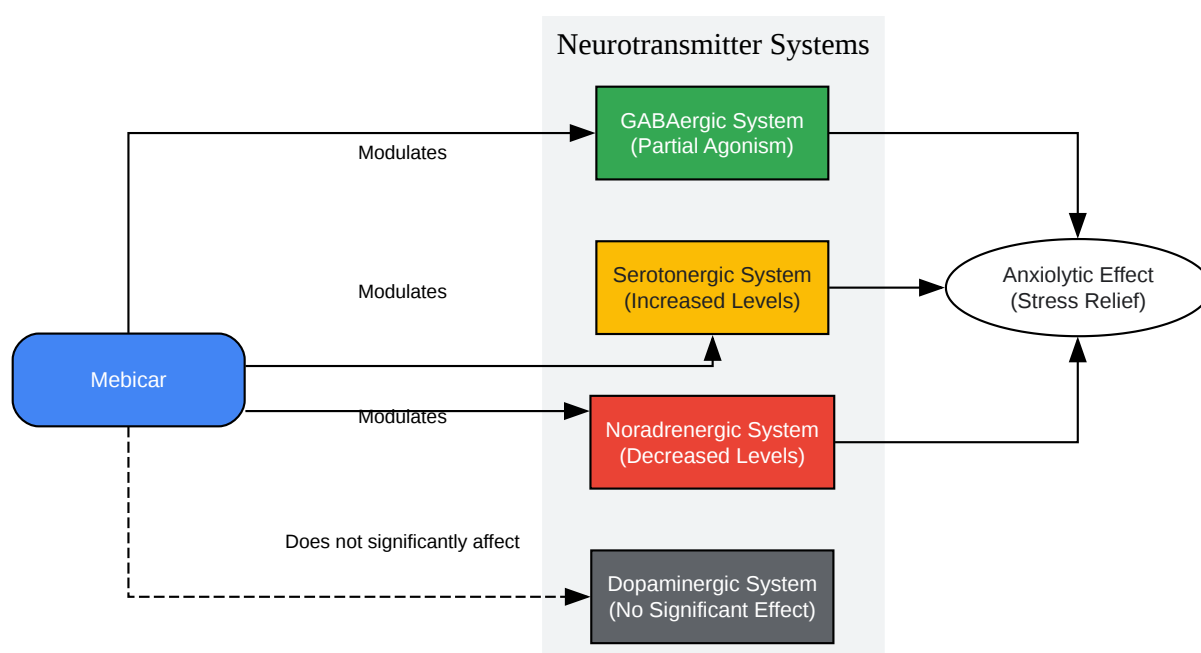 Neurotransmitter Systems
GABAergic System
(Partial Agonism)
Modulates
Serotonergic System
(Increased Levels)
Modulates
Anxiolytic Effect
(Stress Relief)
Mebicar
Modulates
Noradrenergic System
(Decreased Levels)
Does not significantly affect
Dopaminergic System
(No Significant Effect)